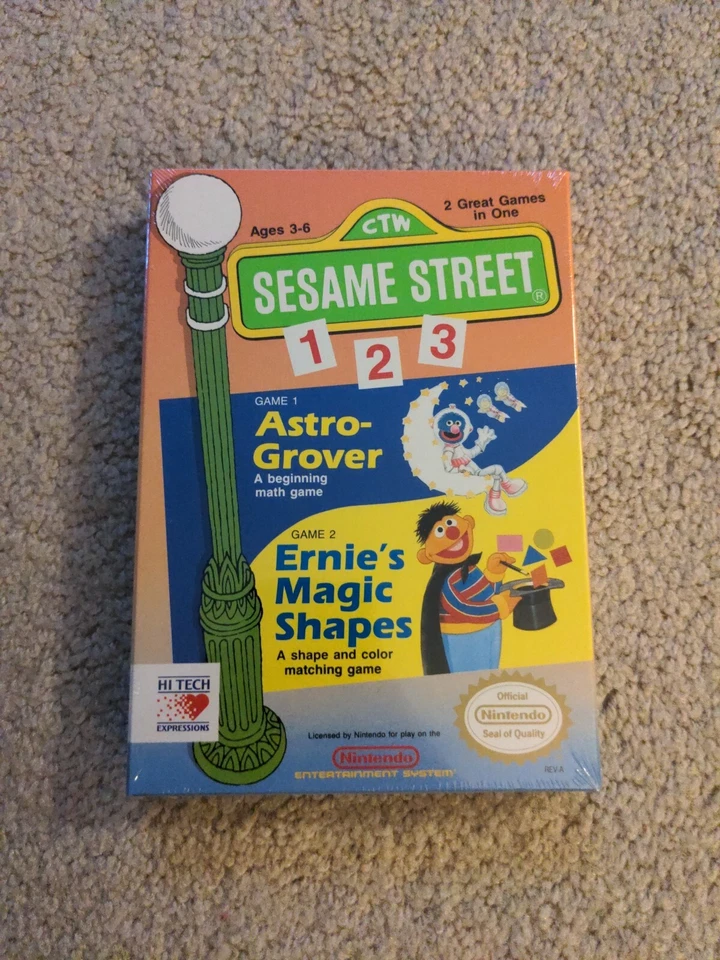 Ages 3-6
2 Great Games
in One
CTW
SESAME STREET®
1 2 3
GAME 1
Astro-
Grover
A beginning
math game
GAME 2
Ernie's
Magic
Shapes
A shape and color
matching game
HI TECH
EXPRESSIONS
Official
Nintendo
Seal of Quality
Licensed by Nintendo for play on the
Nintendo
ENTERTAINMENT SYSTEM™
REV-A